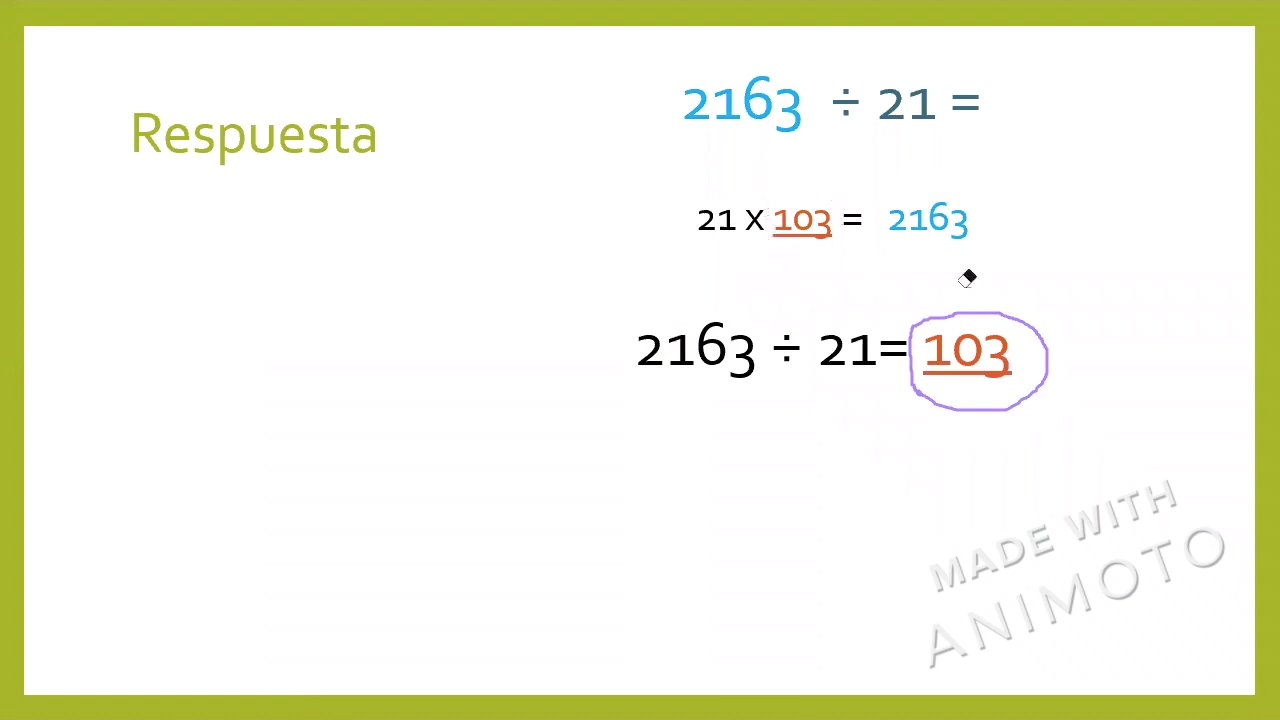 Respuesta
2163 ÷ 21 =
21 x 103 = 2163
2163 ÷ 21= 103
MADE WITH
ANIMOTO